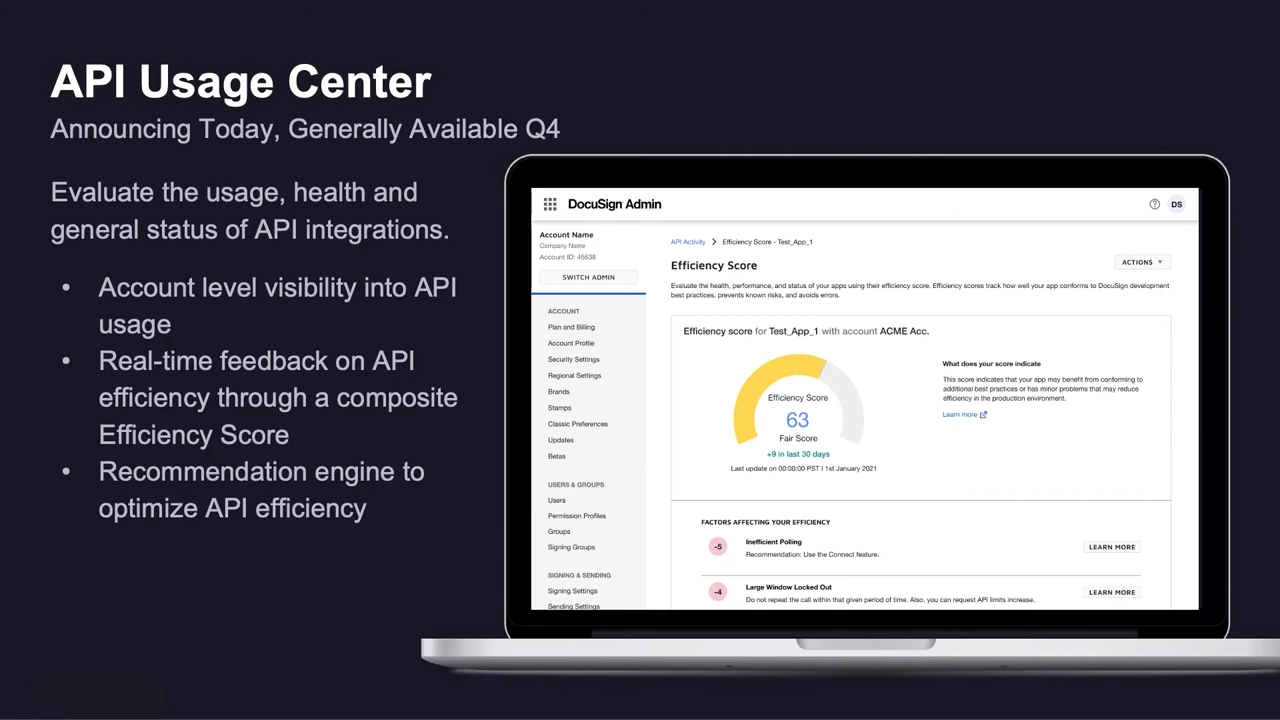 API Usage Center
Announcing Today, Generally Available Q4
Evaluate the usage, health and
general status of API integrations.
• Account level visibility into API
usage
• Real-time feedback on API
efficiency through a composite
Efficiency Score
• Recommendation engine to
optimize API efficiency
DocuSign Admin
DS
Account Name
Company Name
Account ID: 45638
SWITCH ADMIN
ACCOUNT
Plan and Billing
Account Profile
Security Settings
Regional Settings
Brands
Stamps
Classic Preferences
Updates
Betas
USERS & GROUPS
Users
Permission Profiles
Groups
Signing Groups
SIGNING & SENDING
Signing Settings
Sending Settings
API Activity > Efficiency Score - Test_App_1
Efficiency Score
ACTIONS
Evaluate the health, performance, and status of your apps using their efficiency score. Efficiency scores track how well your app conforms to DocuSign development
best practices, prevents known risks, and avoids errors.
Efficiency score for Test_App_1 with account ACME Acc.
Efficiency Score
63
Fair Score
+9 in last 30 days
Last update on 00:00:00 PST I 1st January 2021
What does your score indicate
This score indicates that your app may benefit from conforming to
additional best practices or has minor problems that may reduce
efficiency in the production environment.
Learn more
FACTORS AFFECTING YOUR EFFICIENCY
-5
Inefficient Polling
Recommendation: Use the Connect feature.
LEARN MORE
-4
Large Window Locked Out
Do not repeat the call within that given period of time. Also, you can request API limits increase.
LEARN MORE